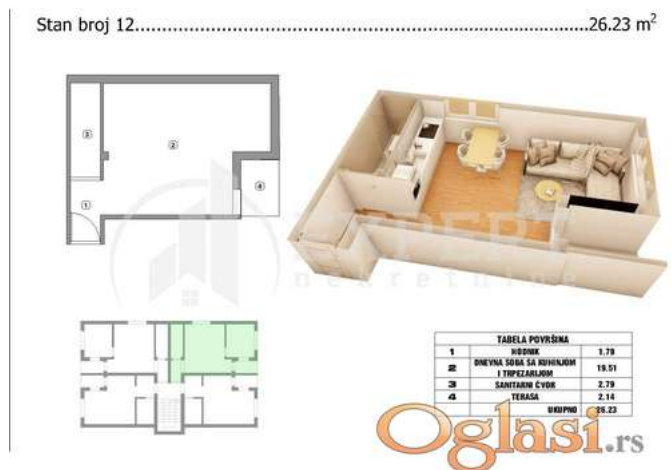 Stan broj 12...............................................................................26.23 m²
3
2
4
1
EXPERT
nekretnine
TABELA POVRŠINA
1 HODNIK 1.79
2 DNEVNA SOBA SA KUHINJOM I TRPEZARIJOM 19.51
3 SANITARNI ČVOR 2.79
4 TERASA 2.14
UKUPNO 26.23
Oglasi.rs